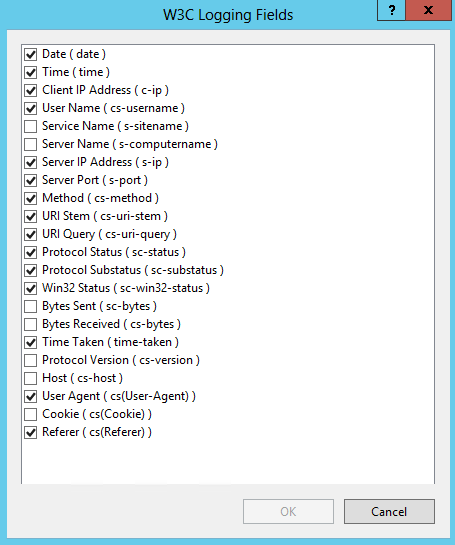 W3C Logging Fields
?
x
Date ( date )
Time ( time )
Client IP Address ( c-ip )
User Name ( cs-username )
Service Name ( s-sitename )
Server Name ( s-computername )
Server IP Address ( s-ip )
Server Port ( s-port )
Method ( cs-method )
URI Stem ( cs-uri-stem )
URI Query ( cs-uri-query )
Protocol Status ( sc-status )
Protocol Substatus ( sc-substatus )
Win32 Status ( sc-win32-status )
Bytes Sent ( sc-bytes )
Bytes Received ( cs-bytes )
Time Taken ( time-taken )
Protocol Version ( cs-version )
Host ( cs-host )
User Agent ( cs(User-Agent) )
Cookie ( cs(Cookie) )
Referer ( cs(Referer) )
OK
Cancel